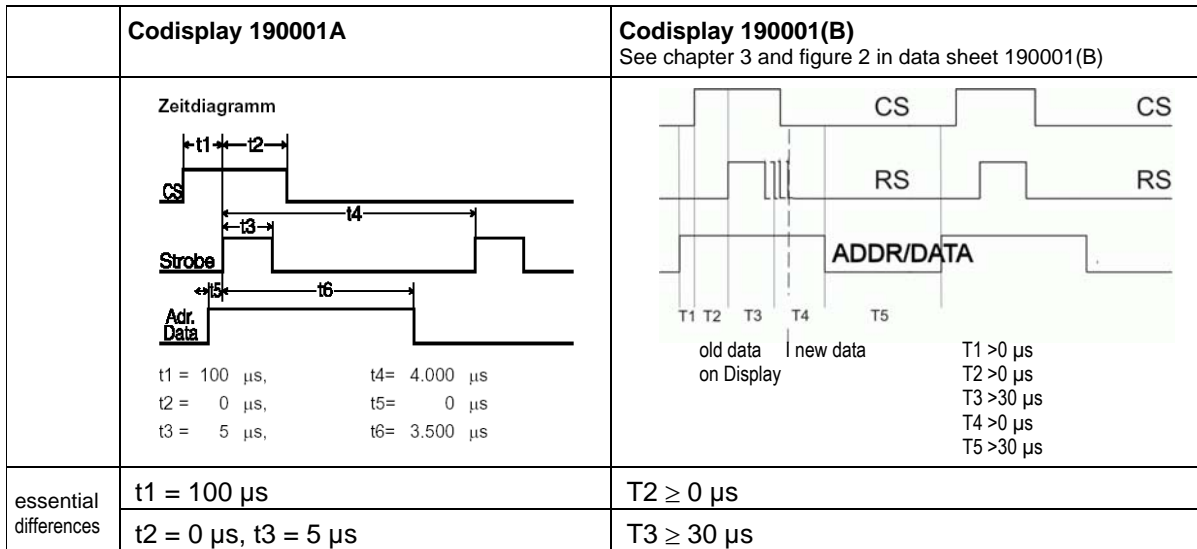 Codisplay 190001A
Codisplay 190001(B)
See chapter 3 and figure 2 in data sheet 190001(B)
Zeitdiagramm
t1
t2
CS
t4
t3
Strobe
t5
t6
Adr.
Data
t1 = 100 µs, t4= 4.000 µs
t2 = 0 µs, t5= 0 µs
t3 = 5 µs, t6= 3.500 µs
CS CS
RS RS
ADDR/DATA
T1 T2 T3 T4 T5
old data | new data
on Display
T1 >0 µs
T2 >0 µs
T3 >30 µs
T4 >0 µs
T5 >30 µs
essential
differences
t1 = 100 µs
T2 ≥ 0 µs
t2 = 0 µs, t3 = 5 µs
T3 ≥ 30 µs